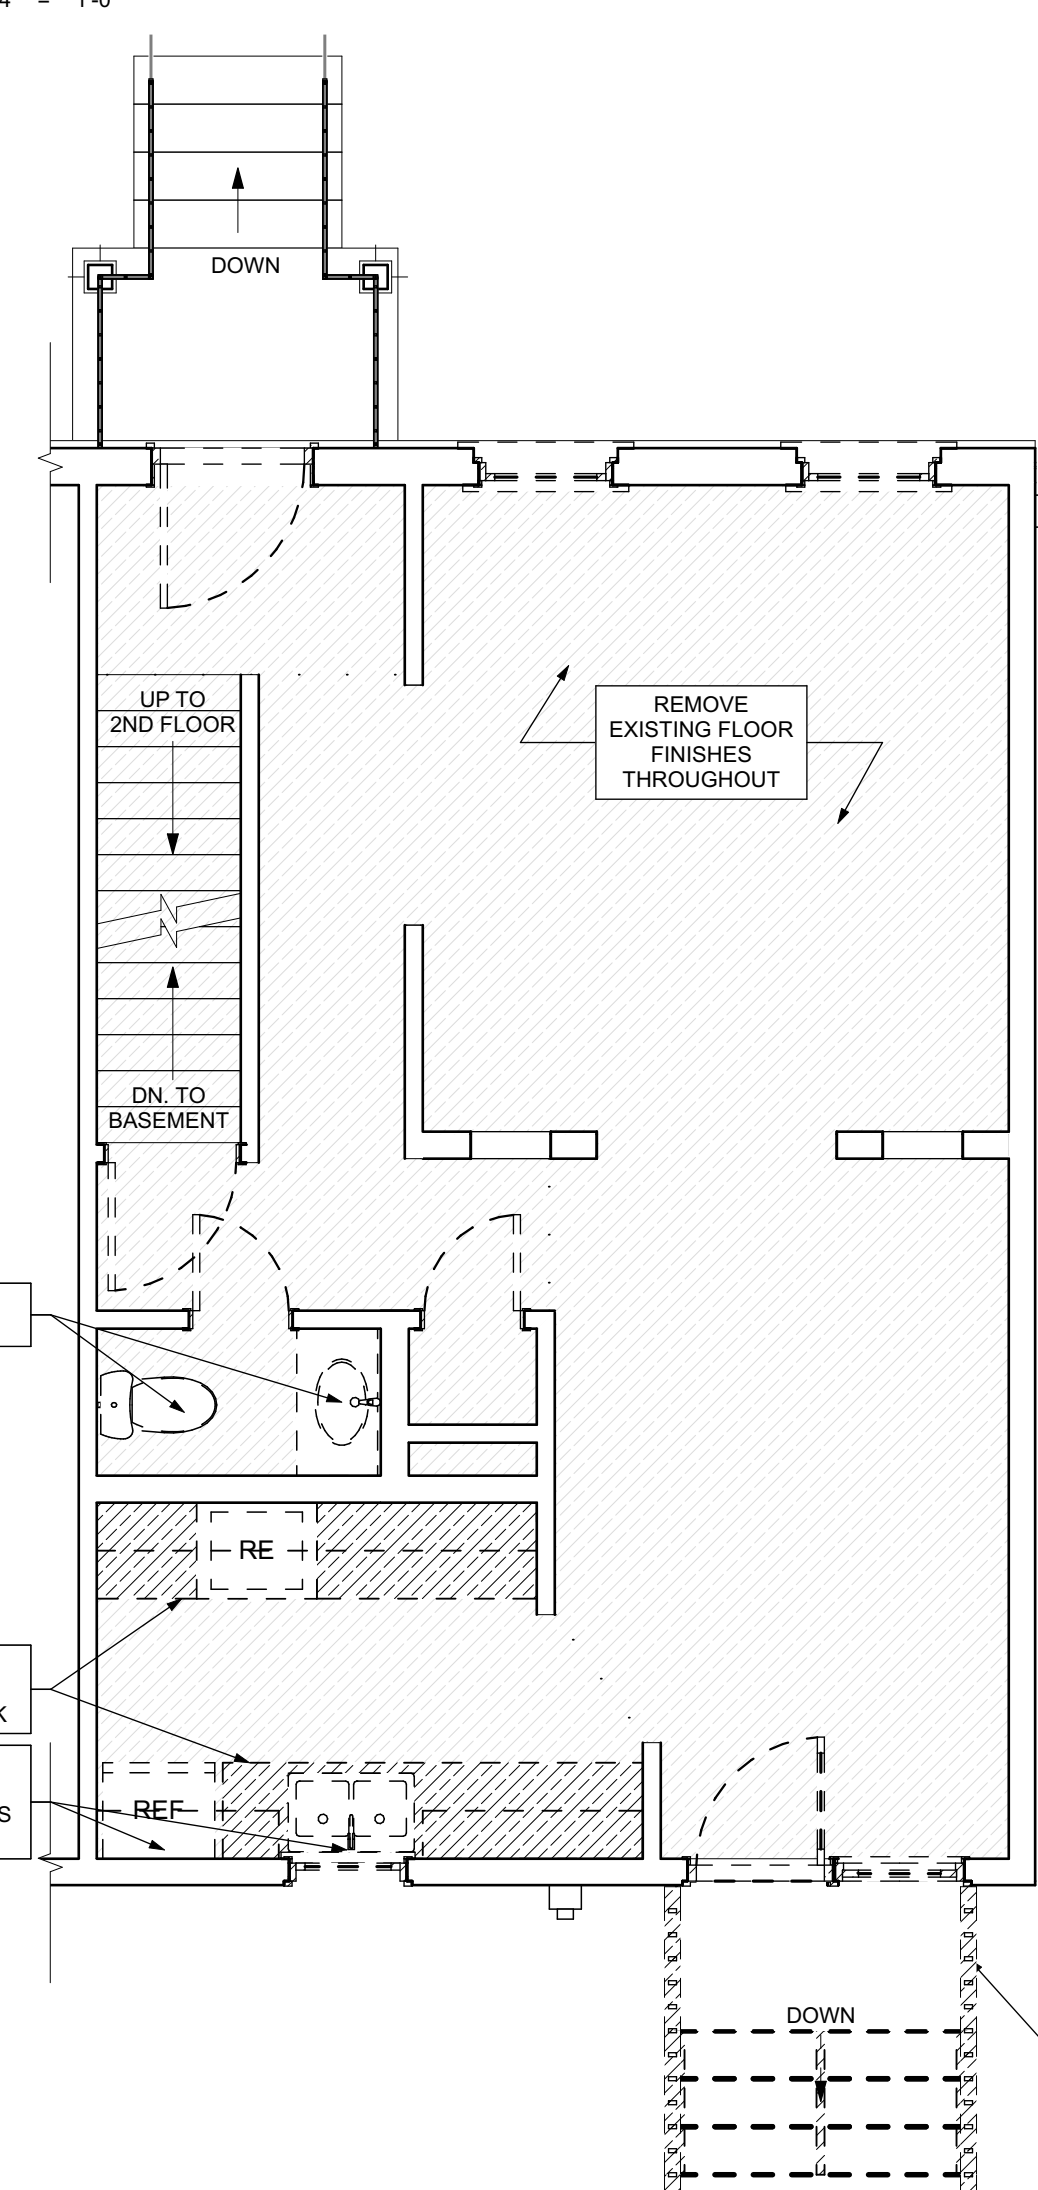 DOWN
UP TO
2ND FLOOR
REMOVE
EXISTING FLOOR
FINISHES
THROUGHOUT
DN. TO
BASEMENT
RE
K
REF
S
DOWN